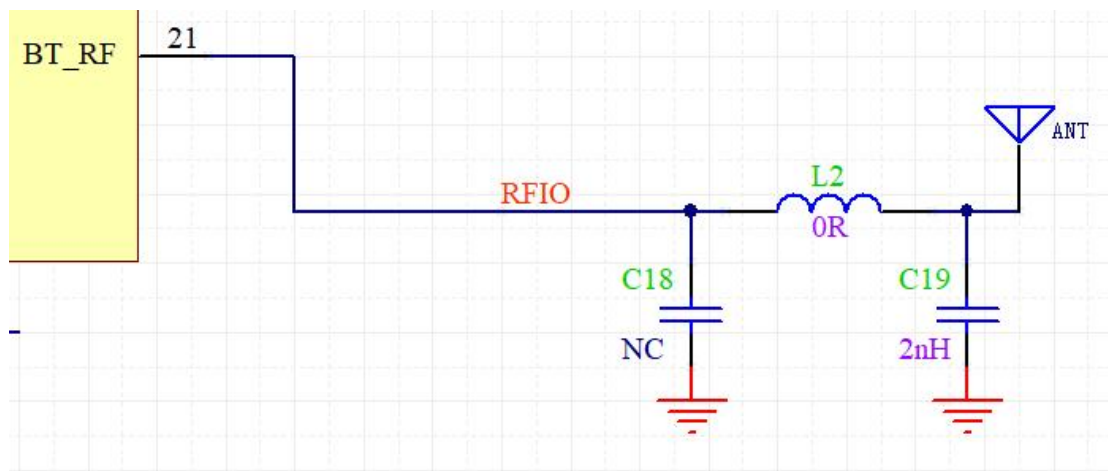 21
BT_RF
ANT
RFIO
L2
0R
C18
C19
NC
2nH